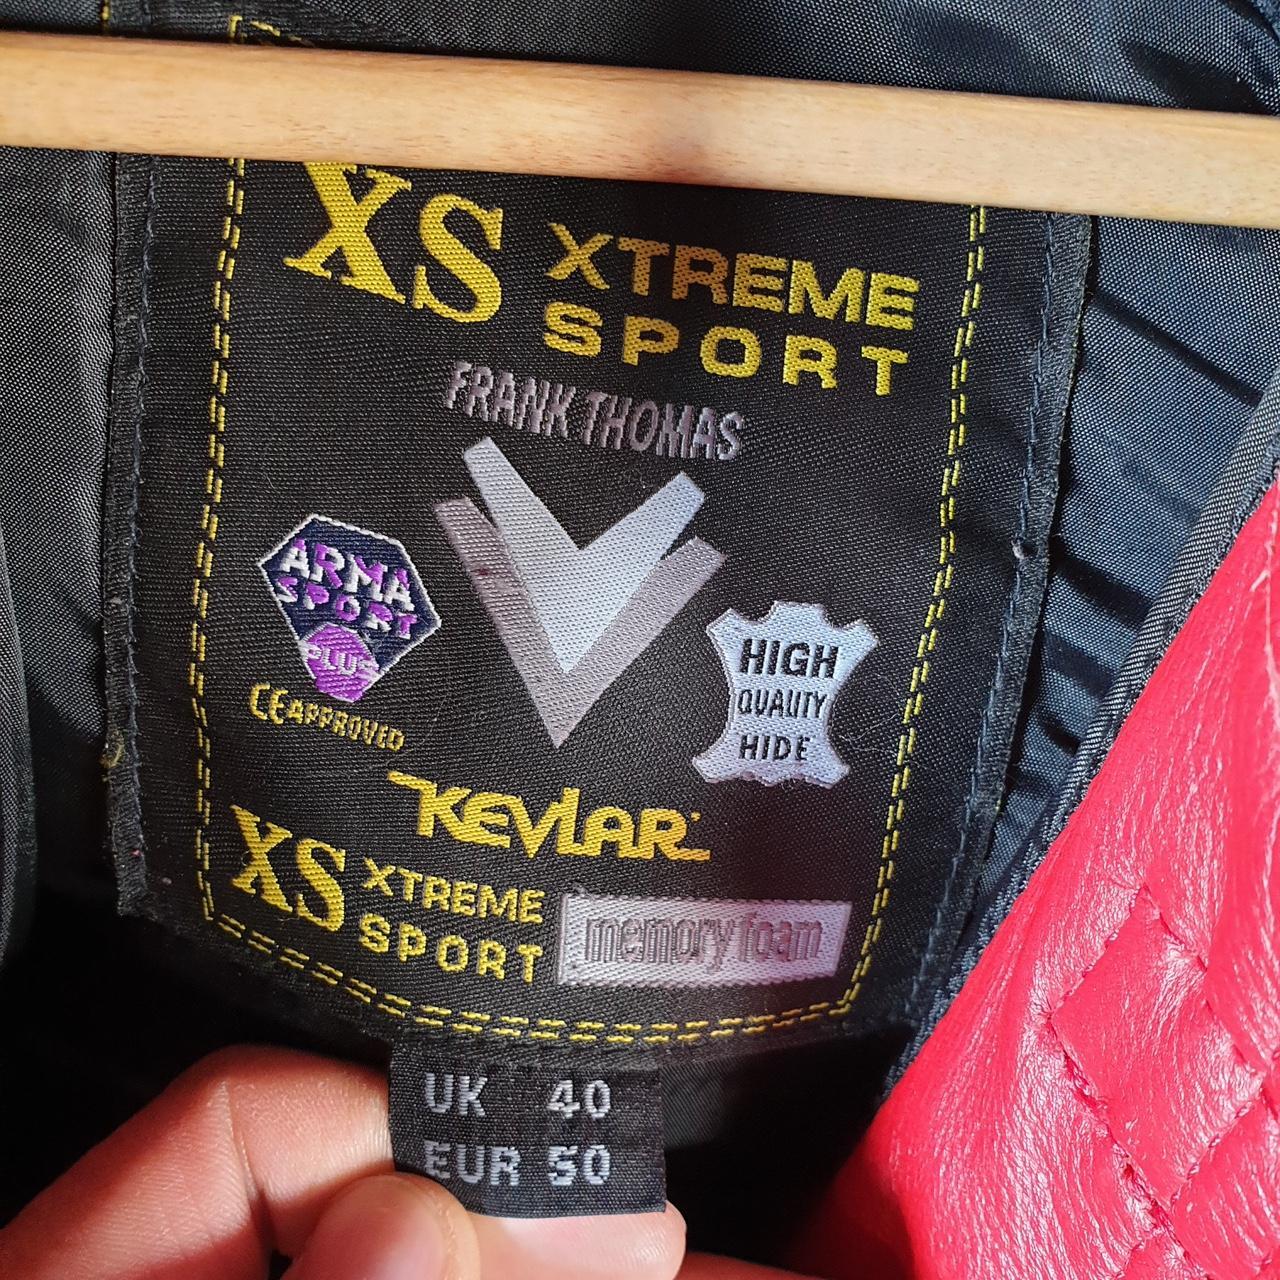 XS XTREME
SPORT
FRANK THOMAS
ARMA
SPORT
PLUS
CE APPROVED
HIGH
QUALITY
HIDE
KEVLAR
XS XTREME
SPORT
memory foam
UK 40
EUR 50